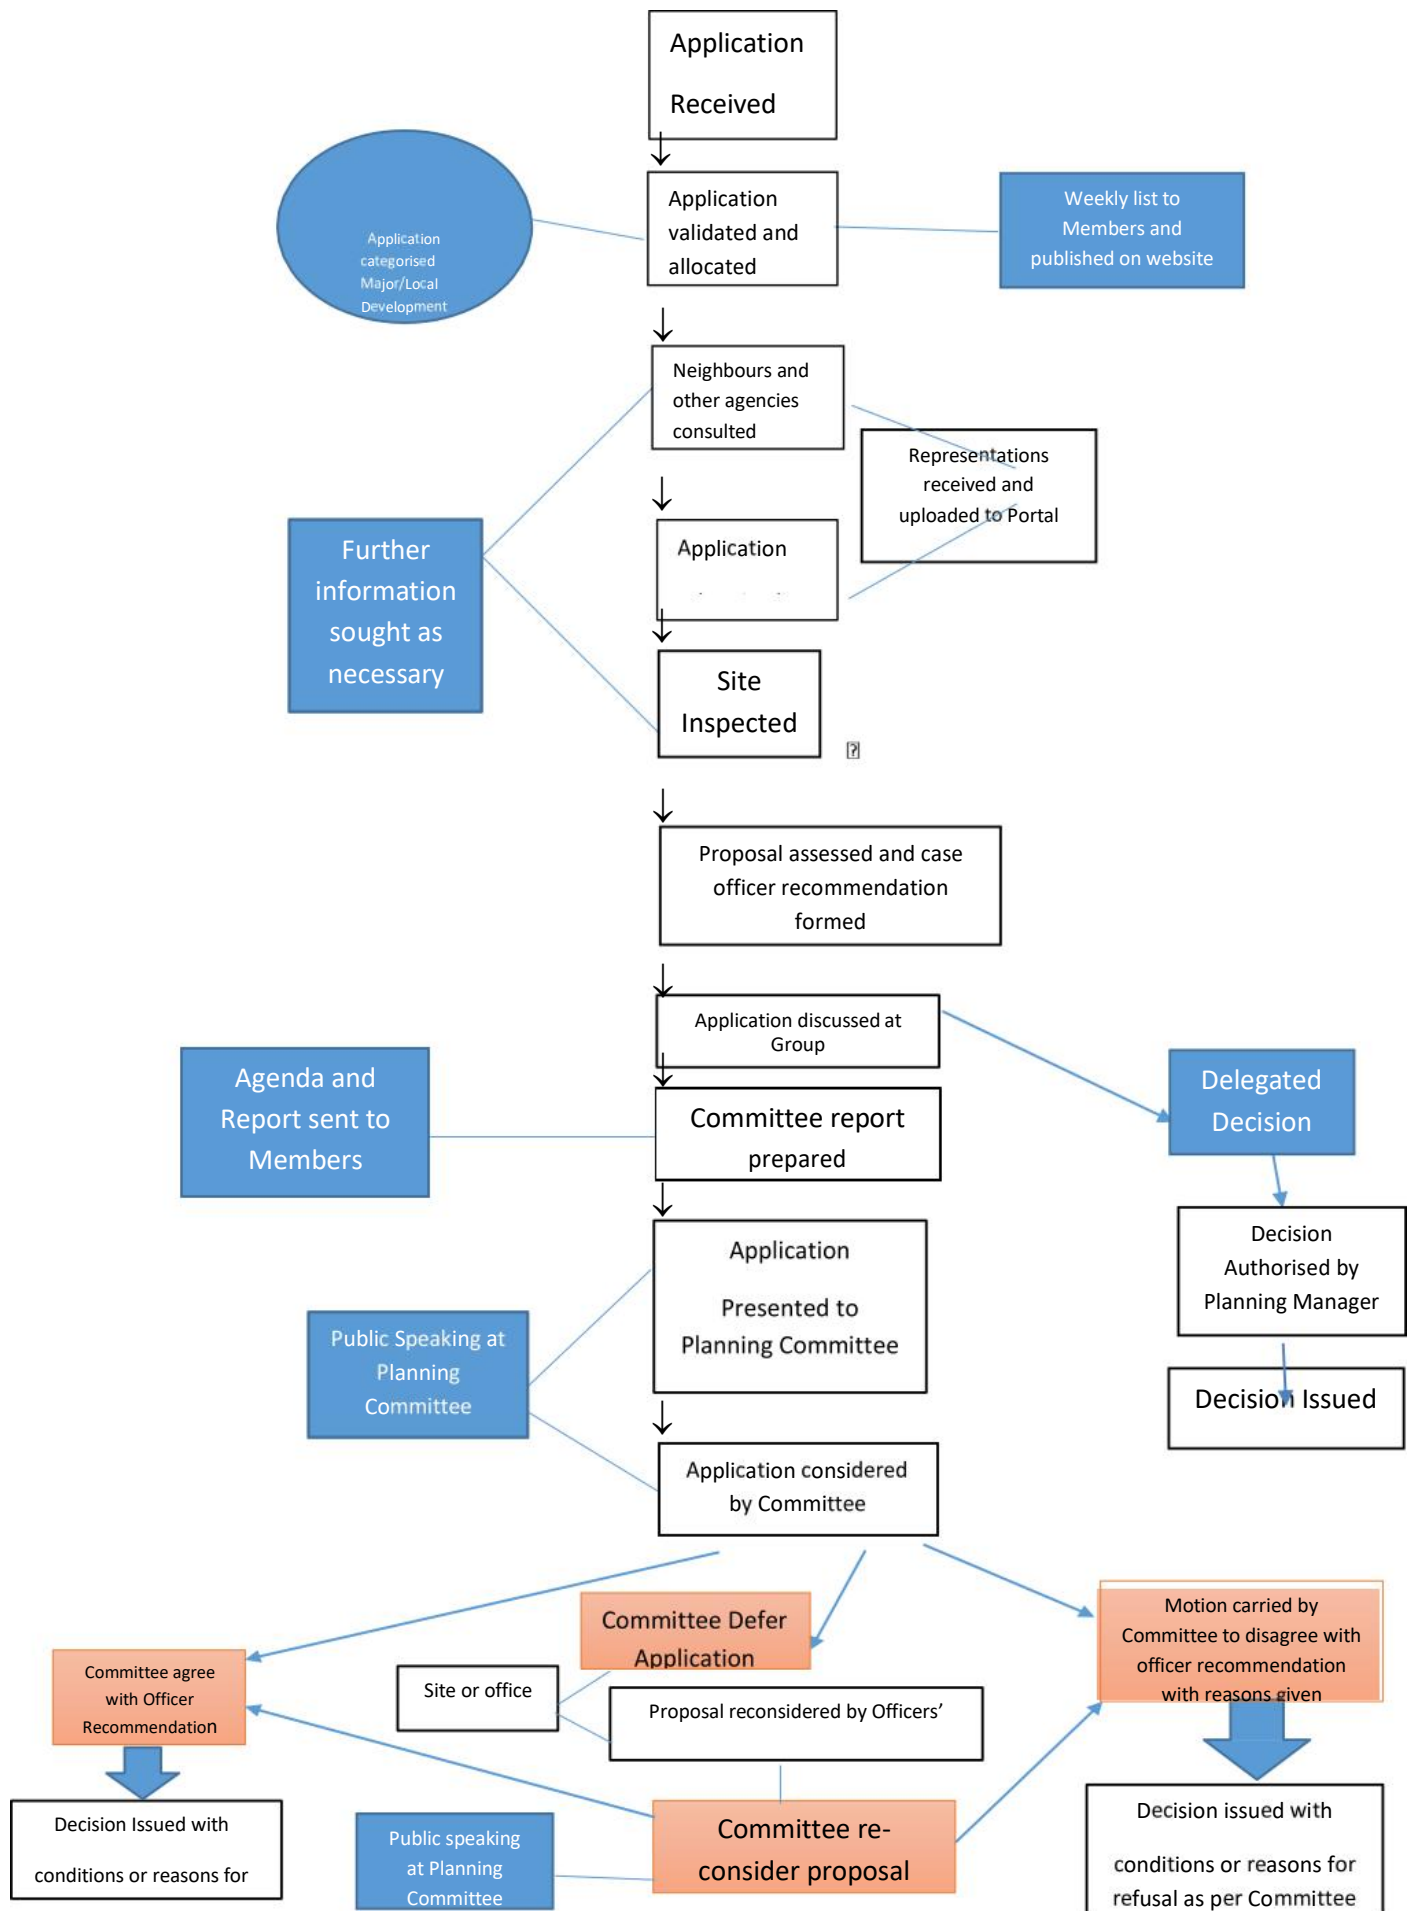 Application
Received
Application
categorised
Major/Local
Development
Application
validated and
allocated
Weekly list to
Members and
published on website
Neighbours and
other agencies
consulted
Representations
received and
uploaded to Portal
Further
information
sought as
necessary
Application
Site
Inspected
?
Proposal assessed and case
officer recommendation
formed
Application discussed at
Group
Agenda and
Report sent to
Members
Committee report
prepared
Delegated
Decision
Decision
Authorised by
Planning Manager
Application
Presented to
Planning Committee
Public Speaking at
Planning
Committee
Decision Issued
Application considered
by Committee
Committee agree
with Officer
Recommendation
Committee Defer
Application
Site or office
Proposal reconsidered by Officers’
Motion carried by
Committee to disagree with
officer recommendation
with reasons given
Decision Issued with
conditions or reasons for
Public speaking
at Planning
Committee
Committee re-
consider proposal
Decision issued with
conditions or reasons for
refusal as per Committee